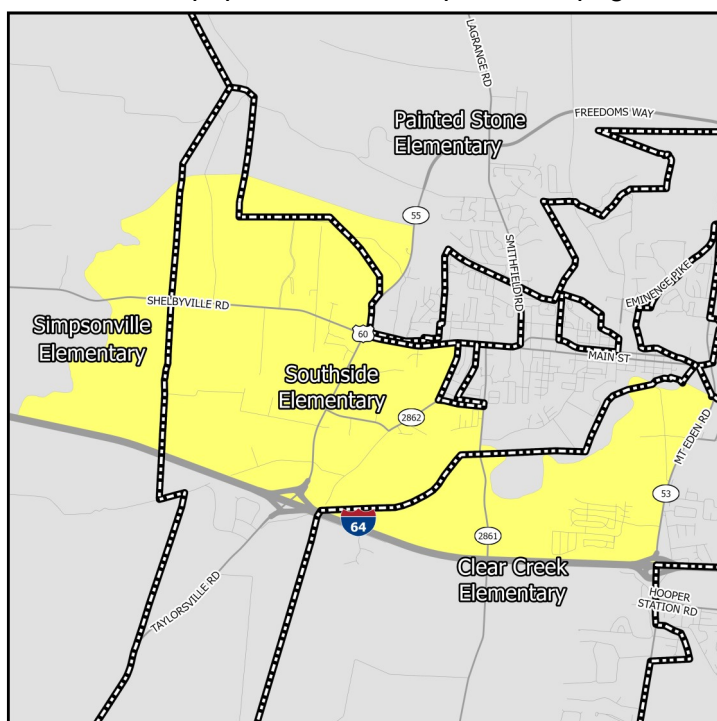 LAGRANGE RD
Painted Stone
Elementary
FREEDOMS WAY
55
SMITHFIELD RD
EMINENCE PIKE
SHELBYVILLE RD
Simpsonville
Elementary
60
MAIN ST
Southside
Elementary
2862
MT EDEN RD
53
64
2861
Clear Creek
Elementary
TAYLORSVILLE RD
HOOPER
STATION RD